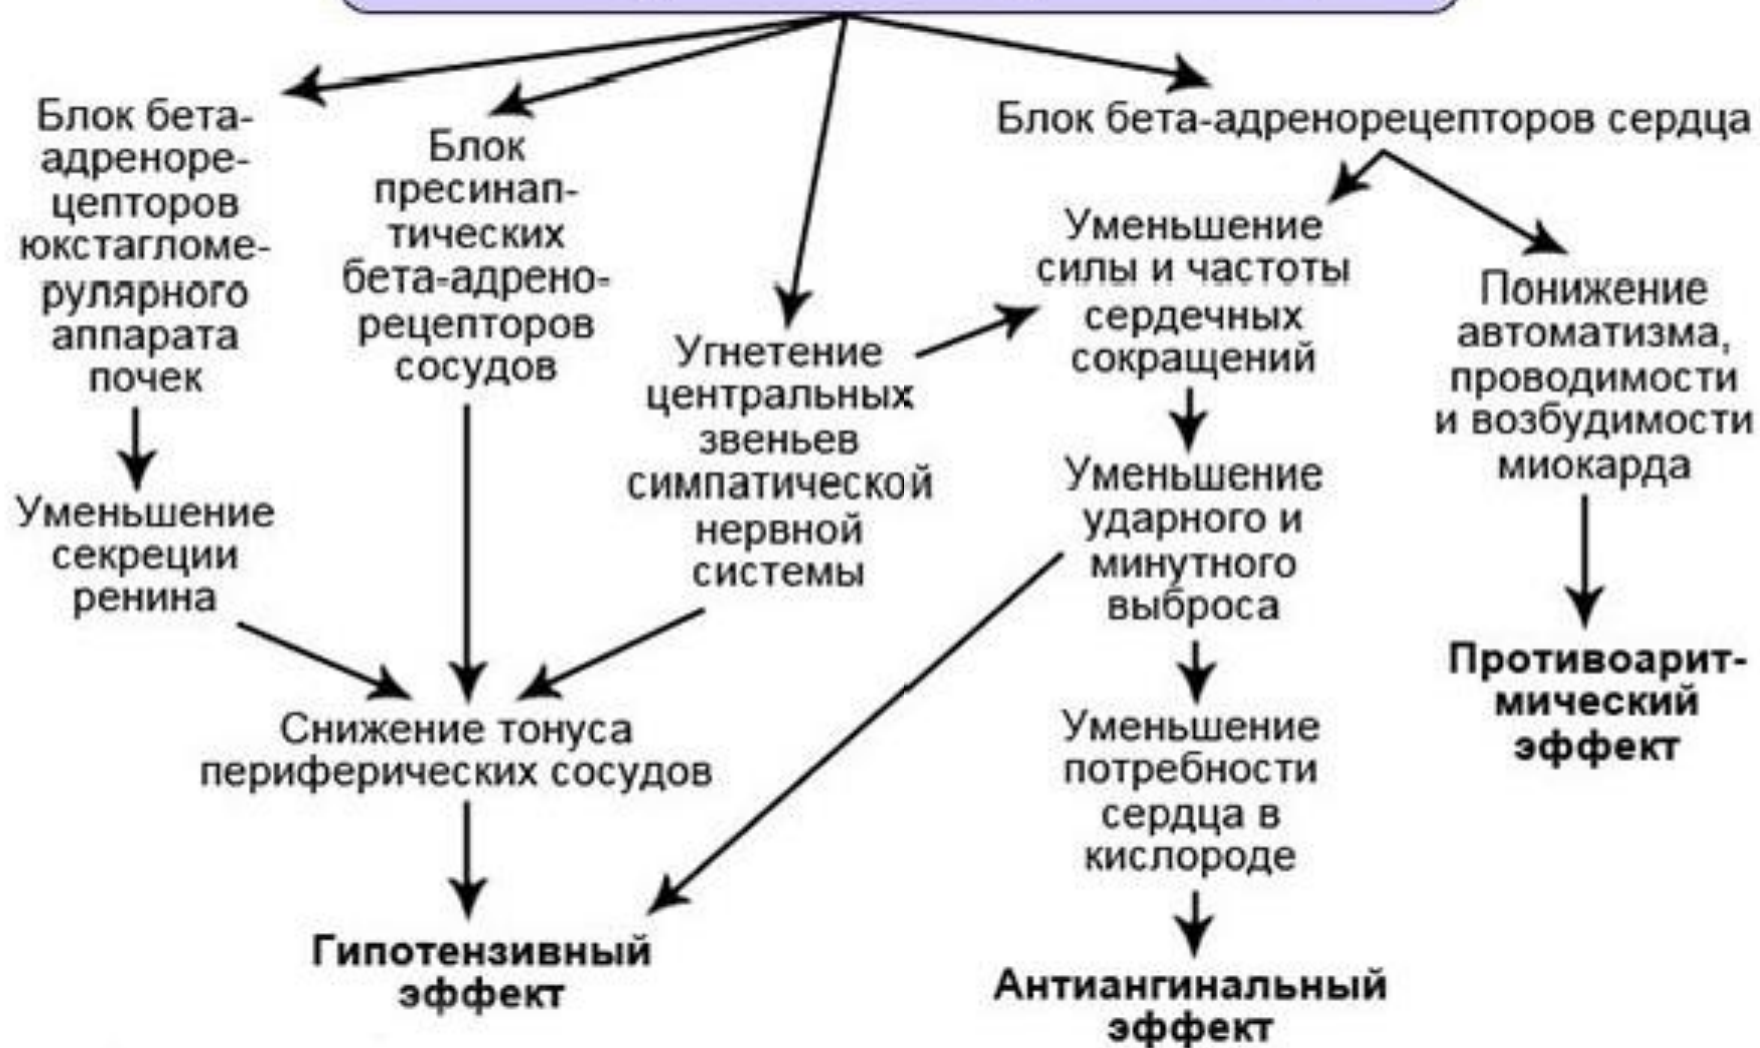 Блок бета-
адреноре-
цепторов
юкстагломе-
рулярного
аппарата
почек
Уменьшение
секреции
ренина
Блок
пресинап-
тических
бета-адрено-
рецепторов
сосудов
Угнетение
центральных
звеньев
симпатической
нервной
системы
Снижение тонуса
периферических сосудов
Гипотензивный
эффект
Блок бета-адренорецепторов сердца
Уменьшение
силы и частоты
сердечных
сокращений
Уменьшение
ударного и
минутного
выброса
Уменьшение
потребности
сердца в
кислороде
Антиангинальный
эффект
Понижение
автоматизма,
проводимости
и возбудимости
миокарда
Противоарит-
мический
эффект